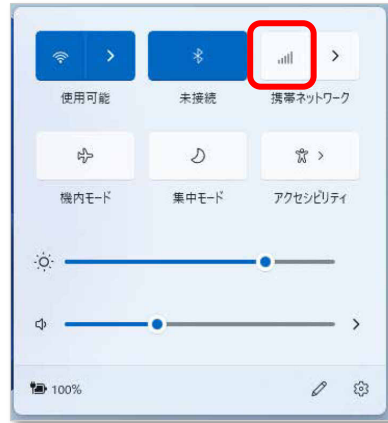 使用可能
未接続
携帯ネットワーク
機内モード
集中モード
アクセシビリティ
100%